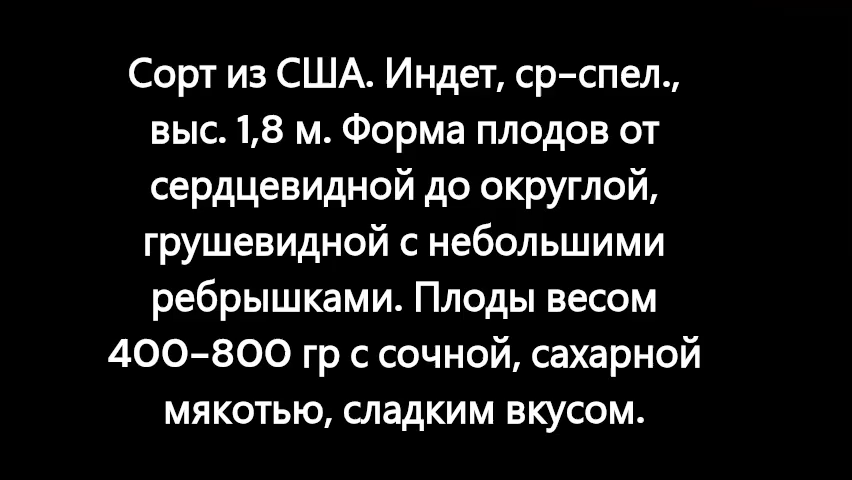 Сорт из США. Индет, ср-спел.,
выс. 1,8 м. Форма плодов от
сердцевидной до округлой,
грушевидной с небольшими
ребрышками. Плоды весом
400-800 гр с сочной, сахарной
мякотью, сладким вкусом.